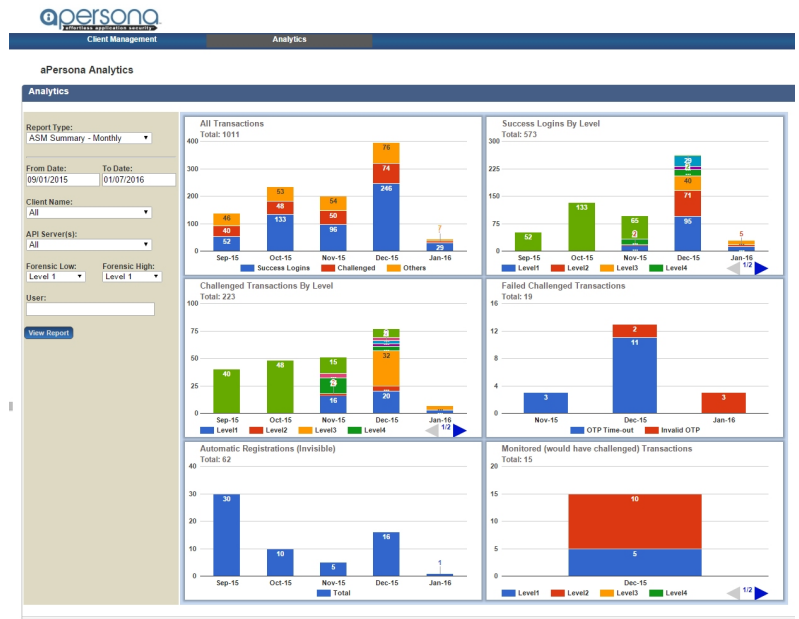 apersona
effortless application security
Client Management Analytics
aPersona Analytics
Analytics
Report Type:
ASM Summary - Monthly
From Date: To Date:
09/01/2015 01/07/2016
Client Name:
All
API Server(s):
All
Forensic Low: Forensic High:
Level 1 Level 1
User:
View Report
All Transactions
Total: 1011
400
300
200
100
0
46
40
52
53
48
133
54
50
96
76
74
246
7
29
Sep-15 Oct-15 Nov-15 Dec-15 Jan-16
Success Logins Challenged Others
Success Logins By Level
Total: 573
300
225
150
75
0
52
133
65
2
...
29
40
71
95
5
...
Sep-15 Oct-15 Nov-15 Dec-15 Jan-16
Level1 Level2 Level3 Level4 1/2
Challenged Transactions By Level
Total: 223
100
75
50
25
0
40
48
15
16
32
...
20
...
Sep-15 Oct-15 Nov-15 Dec-15 Jan-16
Level1 Level2 Level3 Level4 1/2
Failed Challenged Transactions
Total: 19
16
12
8
4
0
3
2
11
3
Nov-15 Dec-15 Jan-16
OTP Time-out Invalid OTP
Automatic Registrations (Invisible)
Total: 62
40
30
20
10
0
30
10
5
16
1
Sep-15 Oct-15 Nov-15 Dec-15 Jan-16
Total
Monitored (would have challenged) Transactions
Total: 15
20
15
10
5
0
10
5
Dec-15
Level1 Level2 Level3 Level4 1/2